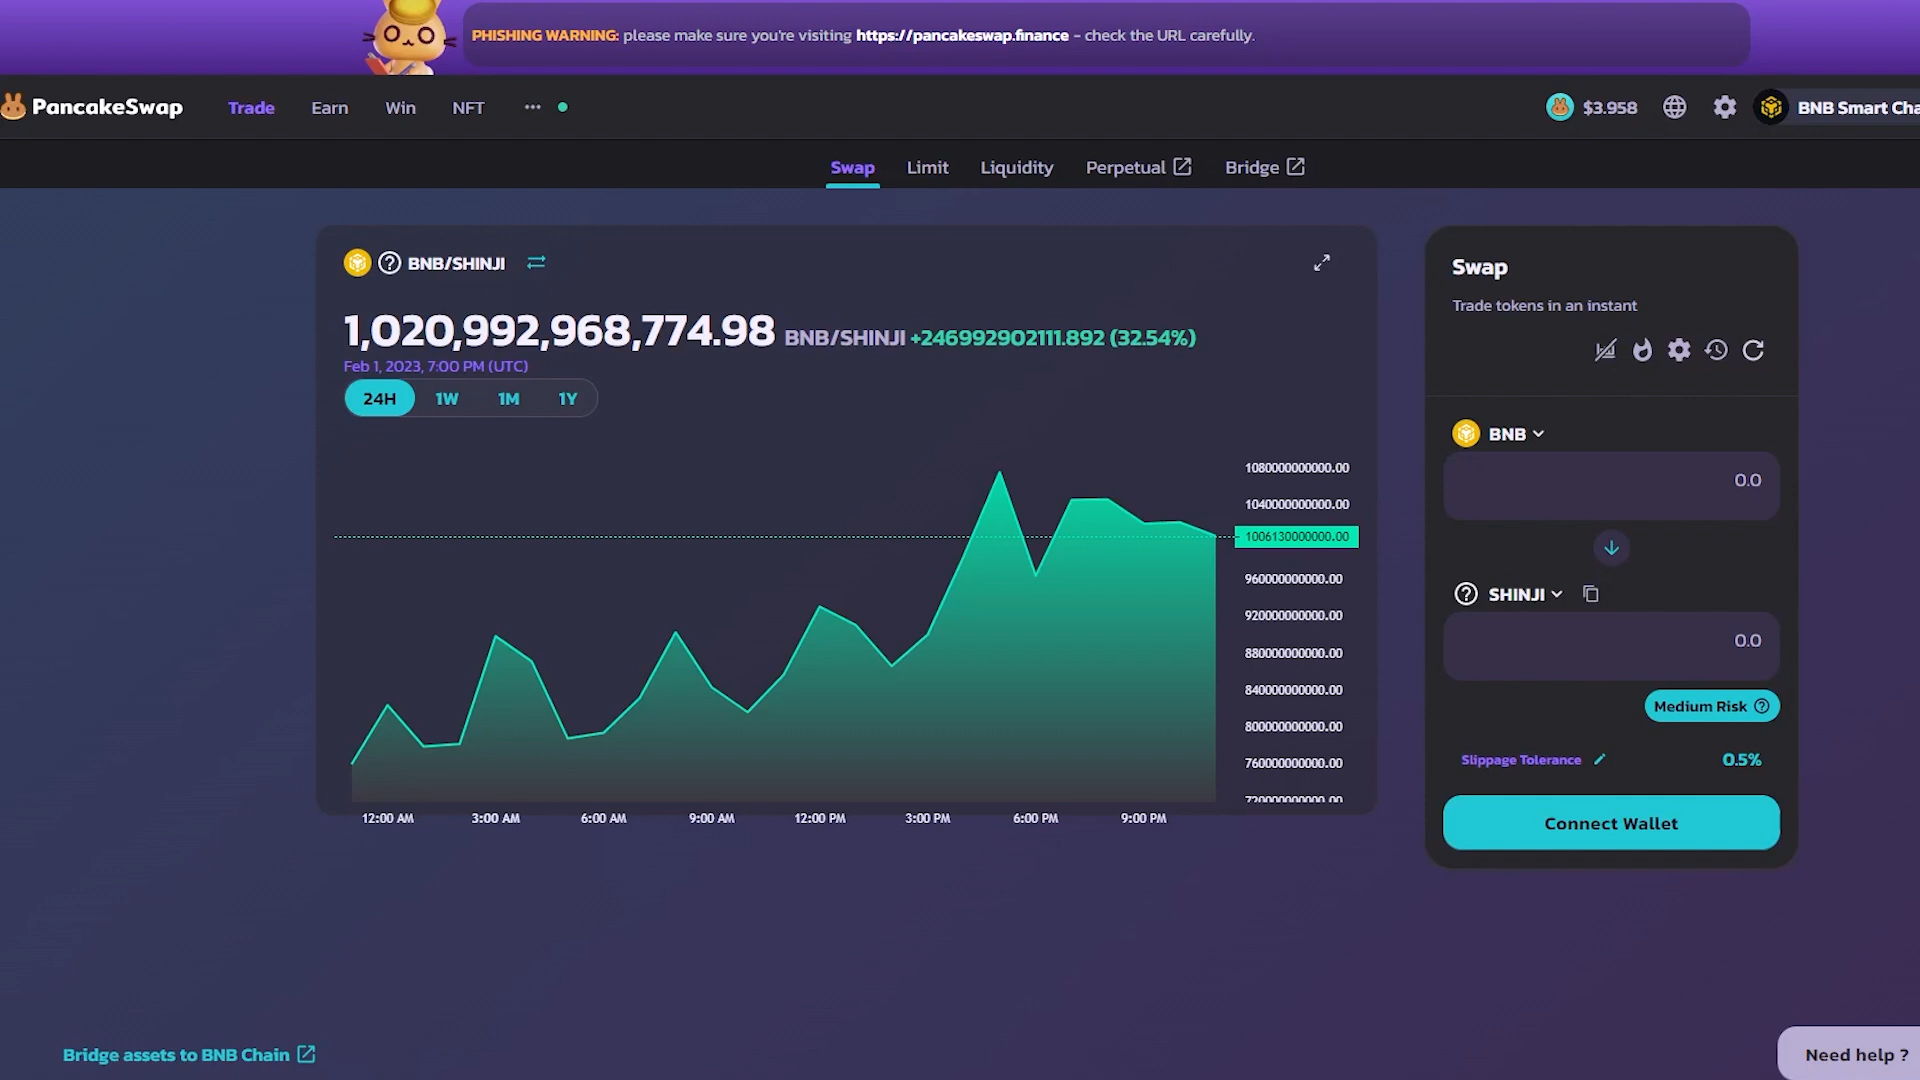 PHISHING WARNING: please make sure you're visiting https://pancakeswap.finance - check the URL carefully.
PancakeSwap
Trade
Earn
Win
NFT
$3.958
BNB Smart Cha
Swap
Limit
Liquidity
Perpetual
Bridge
BNB/SHINJI
1,020,992,968,774.98 BNB/SHINJI +246992902111.892 (32.54%)
Feb 1, 2023, 7:00 PM (UTC)
24H
1W
1M
1Y
1080000000000.00
1040000000000.00
1006130000000.00
960000000000.00
920000000000.00
880000000000.00
840000000000.00
800000000000.00
760000000000.00
720000000000.00
12:00 AM
3:00 AM
6:00 AM
9:00 AM
12:00 PM
3:00 PM
6:00 PM
9:00 PM
Swap
Trade tokens in an instant
BNB
0.0
SHINJI
0.0
Medium Risk
Slippage Tolerance
0.5%
Connect Wallet
Bridge assets to BNB Chain
Need help ?